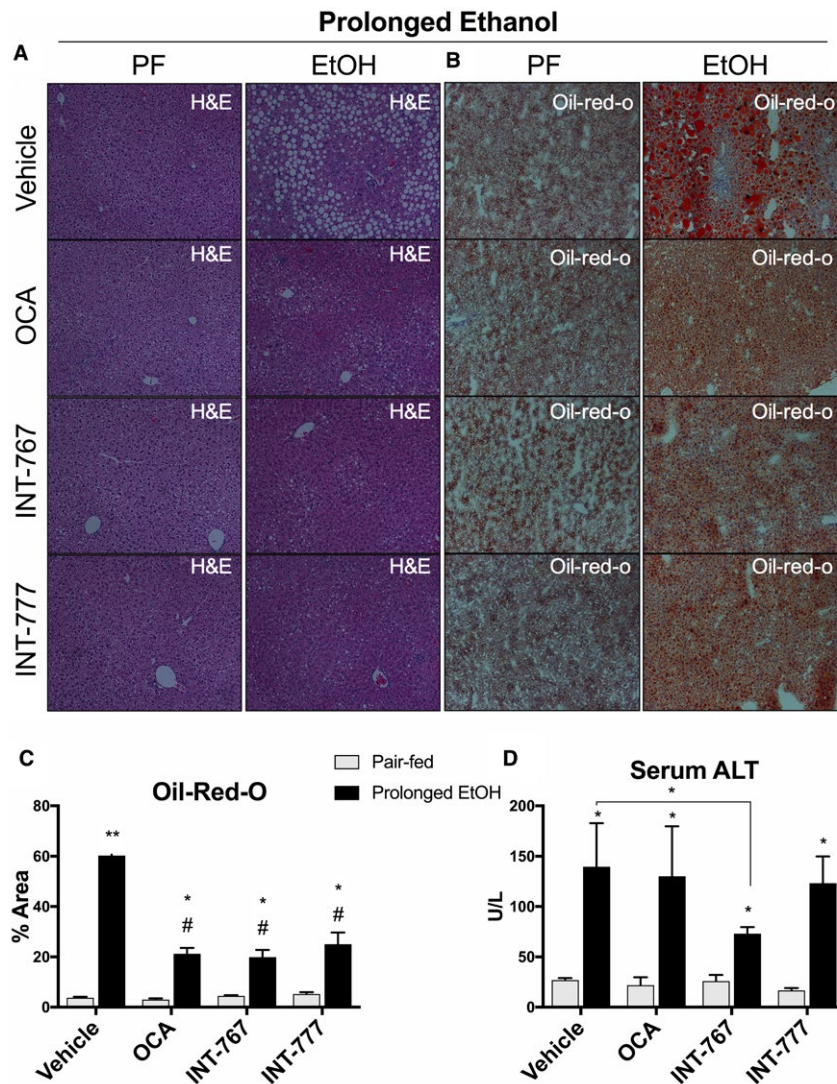 Prolonged Ethanol
A
PF
EtOH
B
PF
EtOH
Vehicle
H&E
H&E
Oil-red-o
Oil-red-o
OCA
H&E
H&E
Oil-red-o
Oil-red-o
INT-767
H&E
H&E
Oil-red-o
Oil-red-o
INT-777
H&E
H&E
Oil-red-o
Oil-red-o
C
Oil-Red-O
Pair-fed
Prolonged EtOH
% Area
80
60
40
20
0
**
*
#
*
#
*
#
Vehicle
OCA
INT-767
INT-777
D
Serum ALT
U/L
200
150
100
50
0
*
*
*
*
*
Vehicle
OCA
INT-767
INT-777